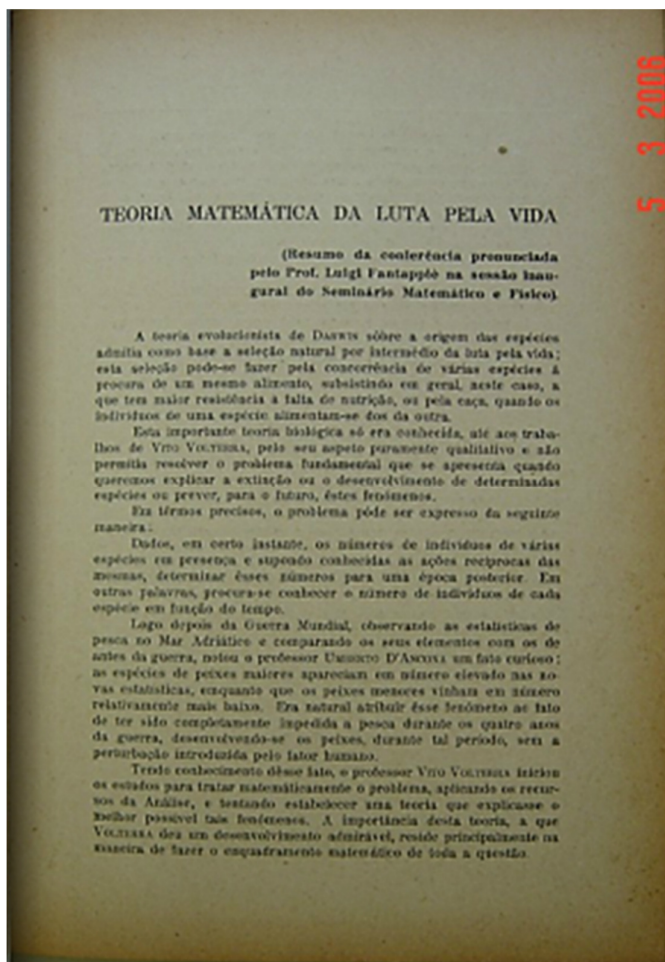 5 3 2006
TEORIA MATEMÁTICA DA LUTA PELA VIDA
(Resumo da conferência pronunciada
pelo Prof. Luigi Fantappiè na sessão inau-
gural do Seminário Matemático e Físico).
A teoria evolucionista de DARWIN sôbre a origem das espécies
admitia como base a seleção natural por intermédio da luta pela vida;
esta seleção pode-se fazer pela concorrência de várias espécies à
procura de um mesmo alimento, subsistindo em geral, neste caso, a
que tem maior resistência à falta de nutrição, ou pela caça, quando os
indivíduos de uma espécie alimentam-se dos da outra.
Esta importante teoria biológica só era conhecida, até aos traba-
lhos de VITO VOLTERRA, pelo seu aspeto puramente qualitativo e não
permitia resolver o problema fundamental que se apresenta quando
queremos explicar a extinção ou o desenvolvimento de determinadas
espécies ou prever, para o futuro, êstes fenômenos.
Em têrmos precisos, o problema póde ser expresso da seguinte
maneira:
Dados, em certo instante, os números de indivíduos de várias
espécies em presença e supondo conhecidas as ações recíprocas das
mesmas, determinar êsses números para uma época posterior. Em
outras palavras, procura-se conhecer o número de indivíduos de cada
espécie em função do tempo.
Logo depois da Guerra Mundial, observando as estatísticas de
pesca no Mar Adriático e comparando os seus elementos com os de
antes da guerra, notou o professor UMBERTO D'ANCONA um fato curioso:
as espécies de peixes maiores apareciam em número elevado nas no-
vas estatísticas, enquanto que os peixes menores vinham em número
relativamente mais baixo. Era natural atribuir êsse fenômeno ao fato
de ter sido completamente impedida a pesca durante os quatro anos
da guerra, desenvolvendo-se os peixes, durante tal período, sem a
perturbação introduzida pelo fator humano.
Tendo conhecimento dêsse fato, o professor VITO VOLTERRA iniciou
os estudos para tratar matemáticamente o problema, aplicando os recur-
sos da Análise, e tentando estabelecer uma teoria que explicasse o
melhor possível tais fenômenos. A importância desta teoria, a que
VOLTERRA deu um desenvolvimento admirável, reside principalmente na
maneira de fazer o enquadramento matemático de toda a questão.